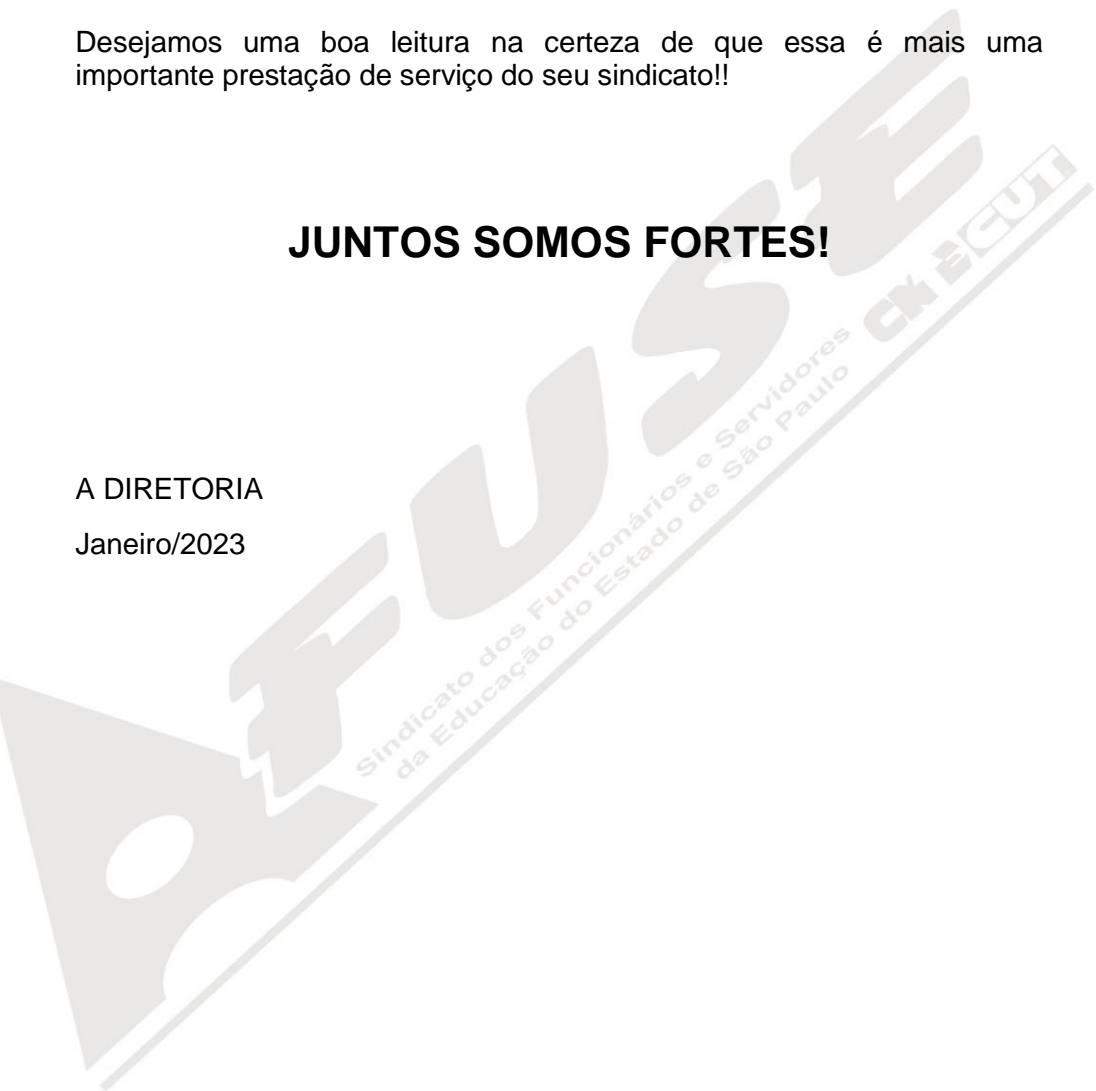 Desejamos uma boa leitura na certeza de que essa é mais uma
importante prestação de serviço do seu sindicato!!
JUNTOS SOMOS FORTES!
A DIRETORIA
Janeiro/2023
AFUSE
CUT
Sindicato dos Funcionários e Servidores
da Educação do Estado de São Paulo